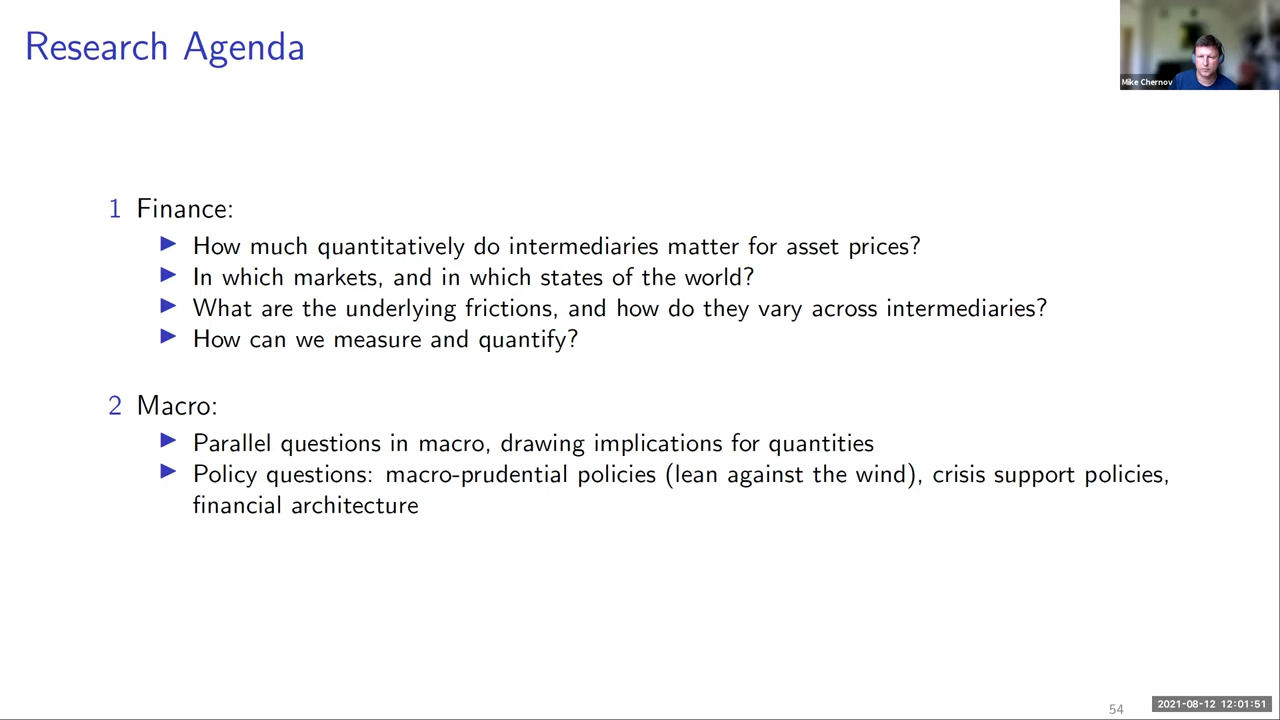 Research Agenda
Mike Chernov
1 Finance:
▶ How much quantitatively do intermediaries matter for asset prices?
▶ In which markets, and in which states of the world?
▶ What are the underlying frictions, and how do they vary across intermediaries?
▶ How can we measure and quantify?
2 Macro:
▶ Parallel questions in macro, drawing implications for quantities
▶ Policy questions: macro-prudential policies (lean against the wind), crisis support policies,
financial architecture
54
2021-08-12 12:01:51